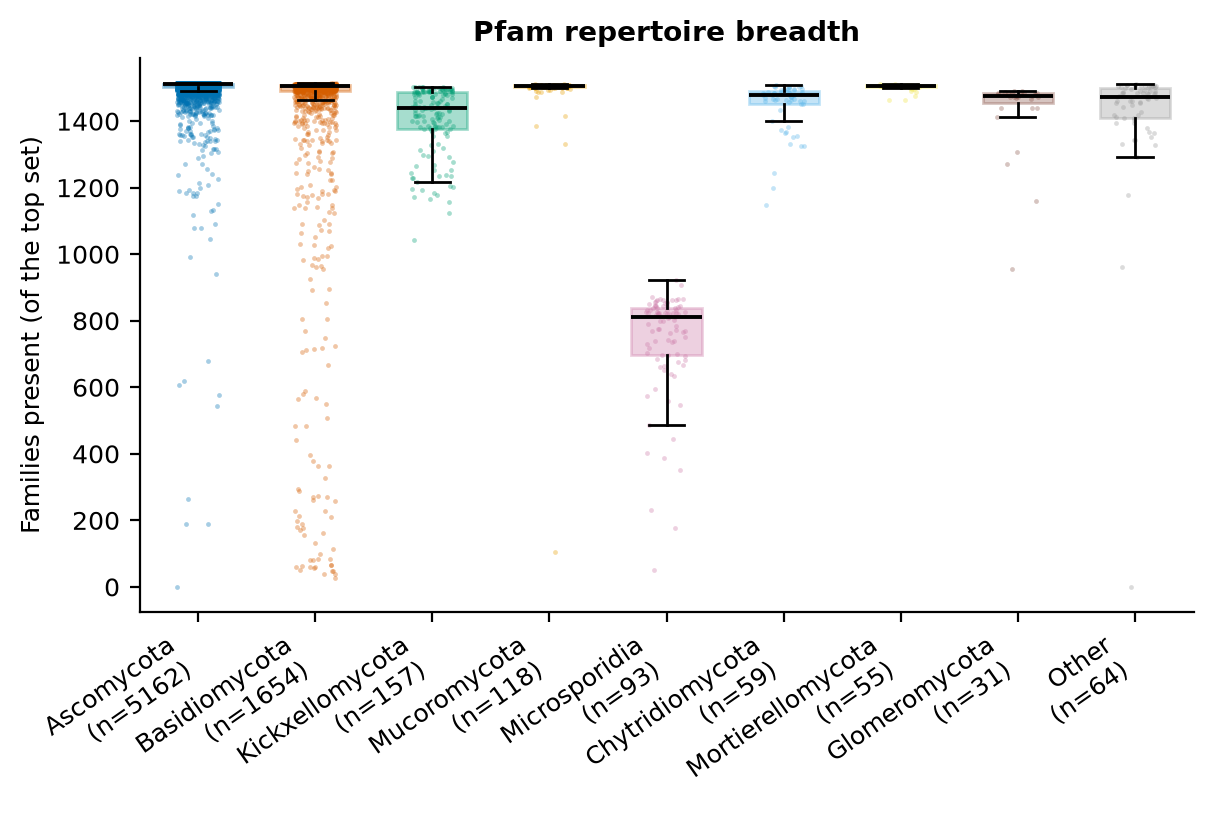 Pfam repertoire breadth
Families present (of the top set)
1400
1200
1000
800
600
400
200
0
Ascomycota
(n=5162)
Basidiomycota
(n=1654)
Kickxellomycota
(n=157)
Mucoromycota
(n=118)
Microsporidia
(n=93)
Chytridiomycota
(n=59)
Mortierellomycota
(n=55)
Glomeromycota
(n=31)
Other
(n=64)